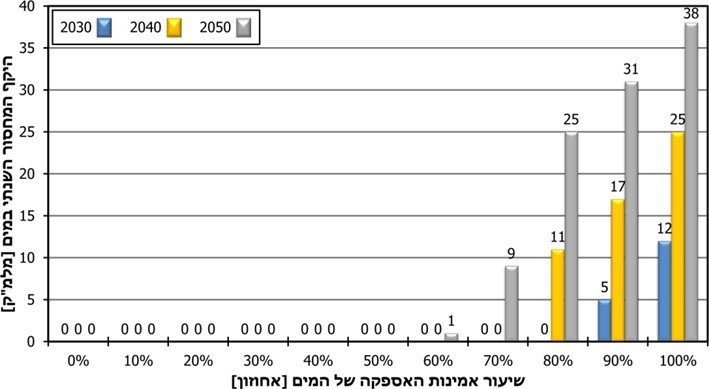 2030 2040 2050
היקף המחסור השנתי במים [מלמ"ק]
40
35
30
25
20
15
10
5
0
0 0 0 0 0 0 0 0 0 0 0 0 0 0 0 0 0 0 0 0 1 0 0 9 0 11 25 5 17 31 12 25 38
0% 10% 20% 30% 40% 50% 60% 70% 80% 90% 100%
שיעור אמינות האספקה של המים [אחוזון]